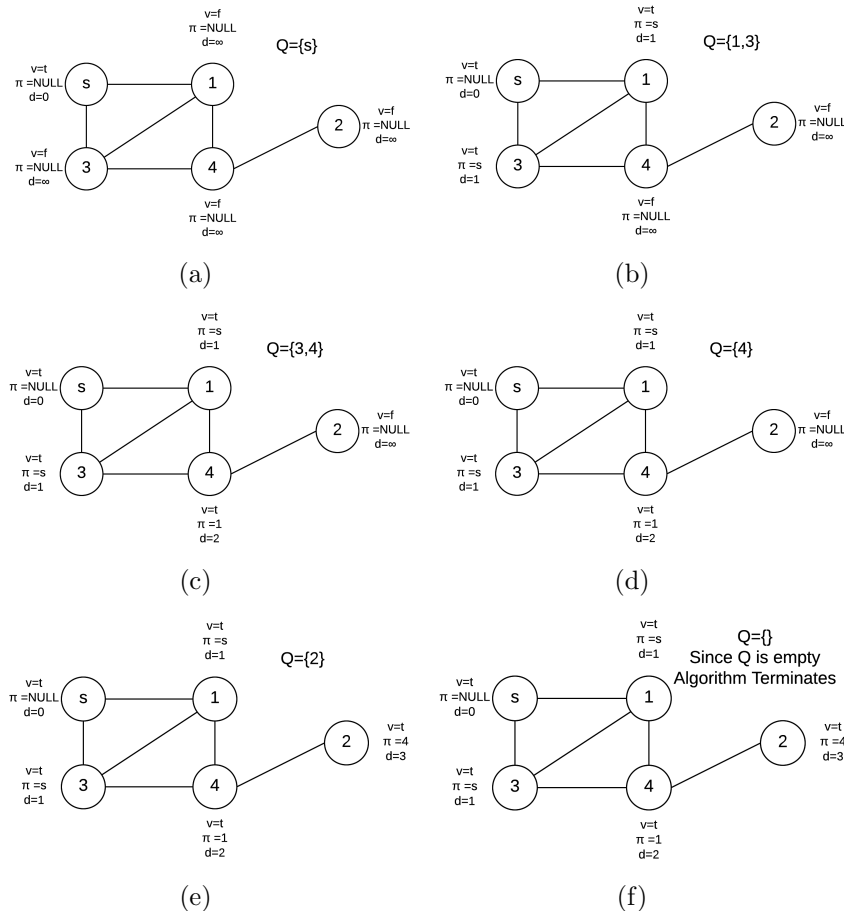 v=f
π =NULL
d=∞
Q={s}
v=t
π =NULL
d=0
s
1
2
v=f
π =NULL
d=∞
v=f
π =NULL
d=∞
3
4
v=f
π =NULL
d=∞
(a)
v=t
π =s
d=1
Q={1,3}
v=t
π =NULL
d=0
s
1
2
v=f
π =NULL
d=∞
v=t
π =s
d=1
3
4
v=f
π =NULL
d=∞
(b)
v=t
π =s
d=1
Q={3,4}
v=t
π =NULL
d=0
s
1
2
v=f
π =NULL
d=∞
v=t
π =s
d=1
3
4
v=t
π =1
d=2
(c)
v=t
π =s
d=1
Q={4}
v=t
π =NULL
d=0
s
1
2
v=f
π =NULL
d=∞
v=t
π =s
d=1
3
4
v=t
π =1
d=2
(d)
v=t
π =s
d=1
Q={2}
v=t
π =NULL
d=0
s
1
2
v=t
π =4
d=3
v=t
π =s
d=1
3
4
v=t
π =1
d=2
(e)
v=t
π =s
d=1
Q={}
Since Q is empty
Algorithm Terminates
v=t
π =NULL
d=0
s
1
2
v=t
π =4
d=3
v=t
π =s
d=1
3
4
v=t
π =1
d=2
(f)